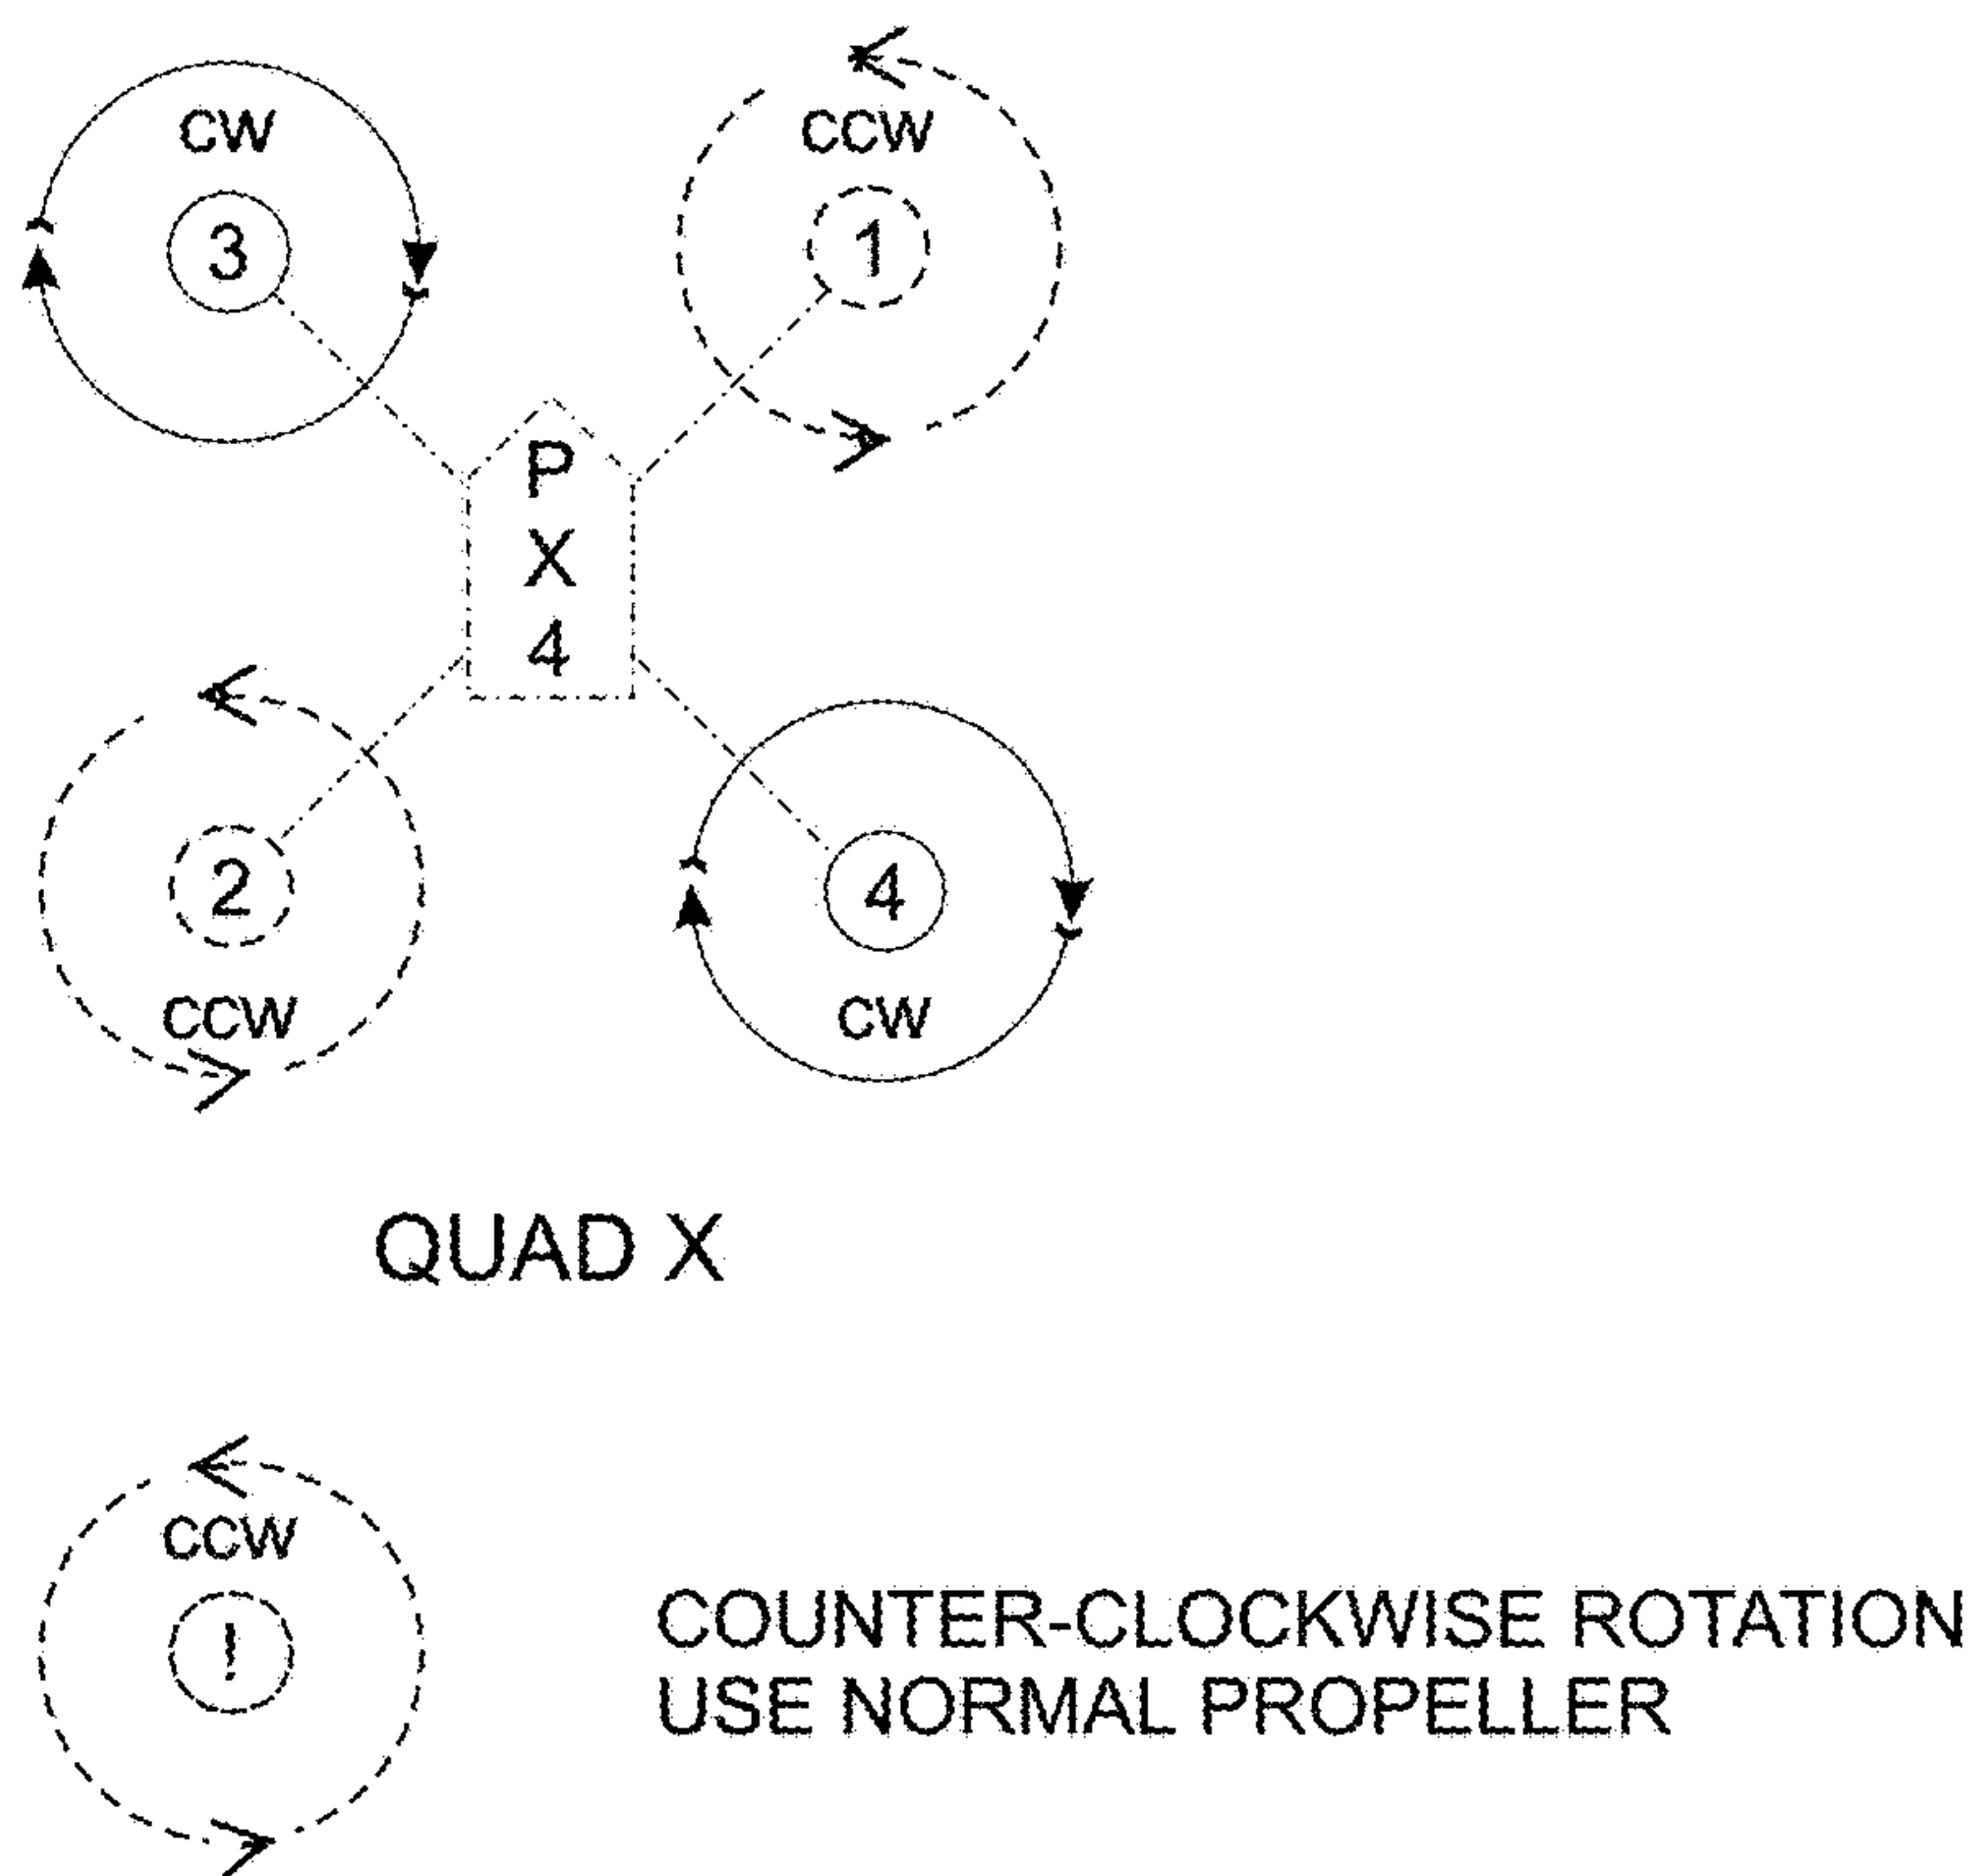 CW
CCW
3
1
P
X
4
2
4
CCW
CW
QUAD X
CCW
!
COUNTER-CLOCKWISE ROTATION
USE NORMAL PROPELLER